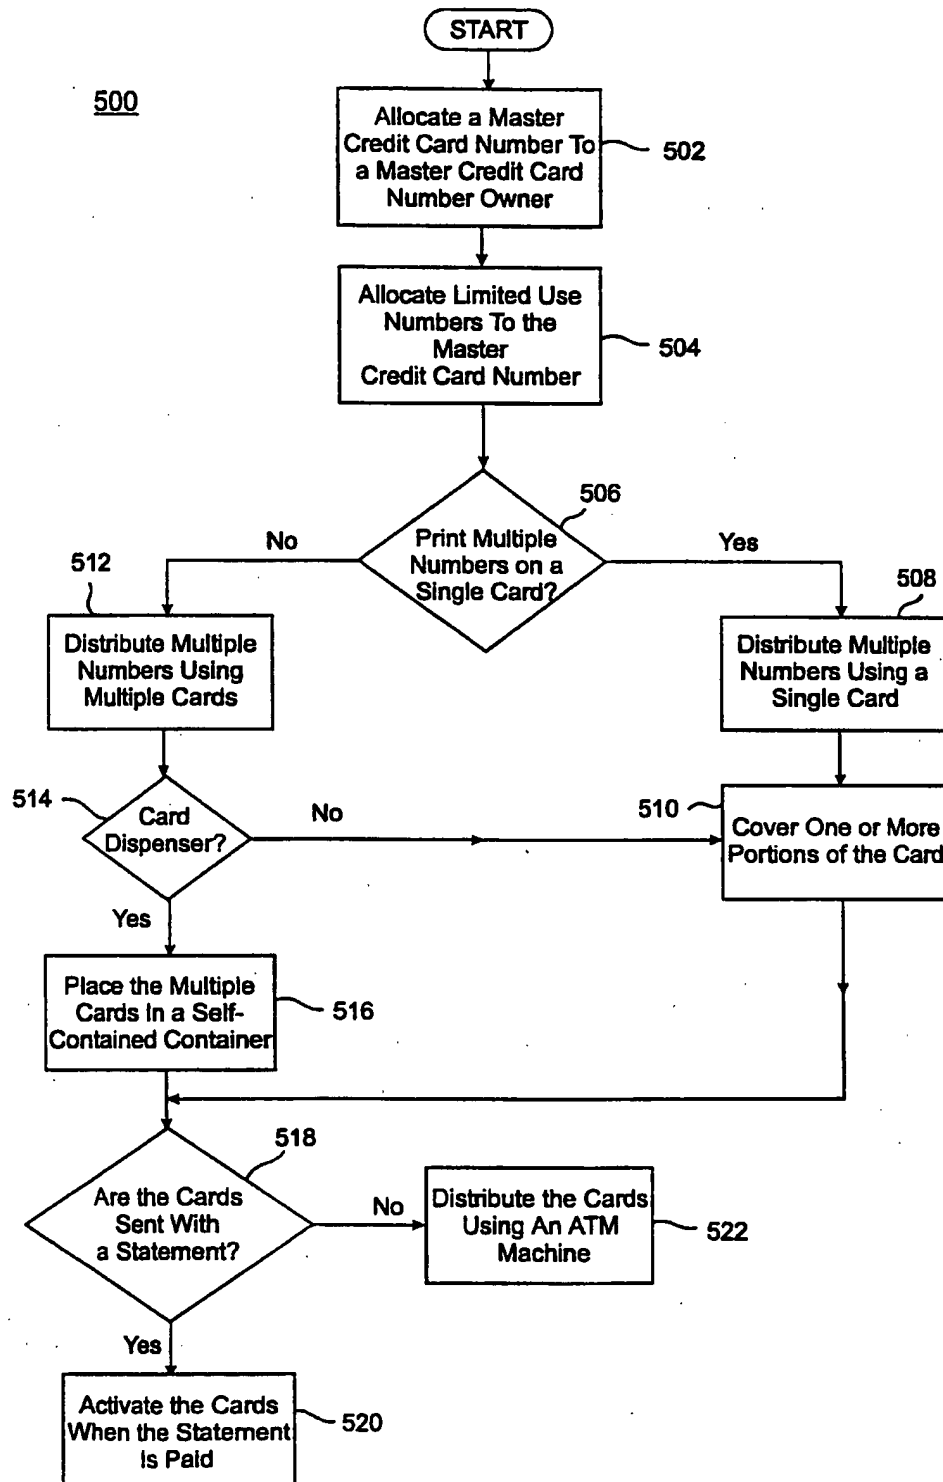 START
500
Allocate a Master
Credit Card Number To
a Master Credit Card
Number Owner
502
Allocate Limited Use
Numbers To the
Master
Credit Card Number
504
506
Print Multiple
Numbers on a
Single Card?
No
Yes
512
508
Distribute Multiple
Numbers Using
Multiple Cards
Distribute Multiple
Numbers Using a
Single Card
514
Card
Dispenser?
No
510
Cover One or More
Portions of the Card
Yes
Place the Multiple
Cards In a Self-
Contained Container
516
518
Are the Cards
Sent With
a Statement?
No
Distribute the Cards
Using An ATM
Machine
522
Yes
Activate the Cards
When the Statement
Is Paid
520